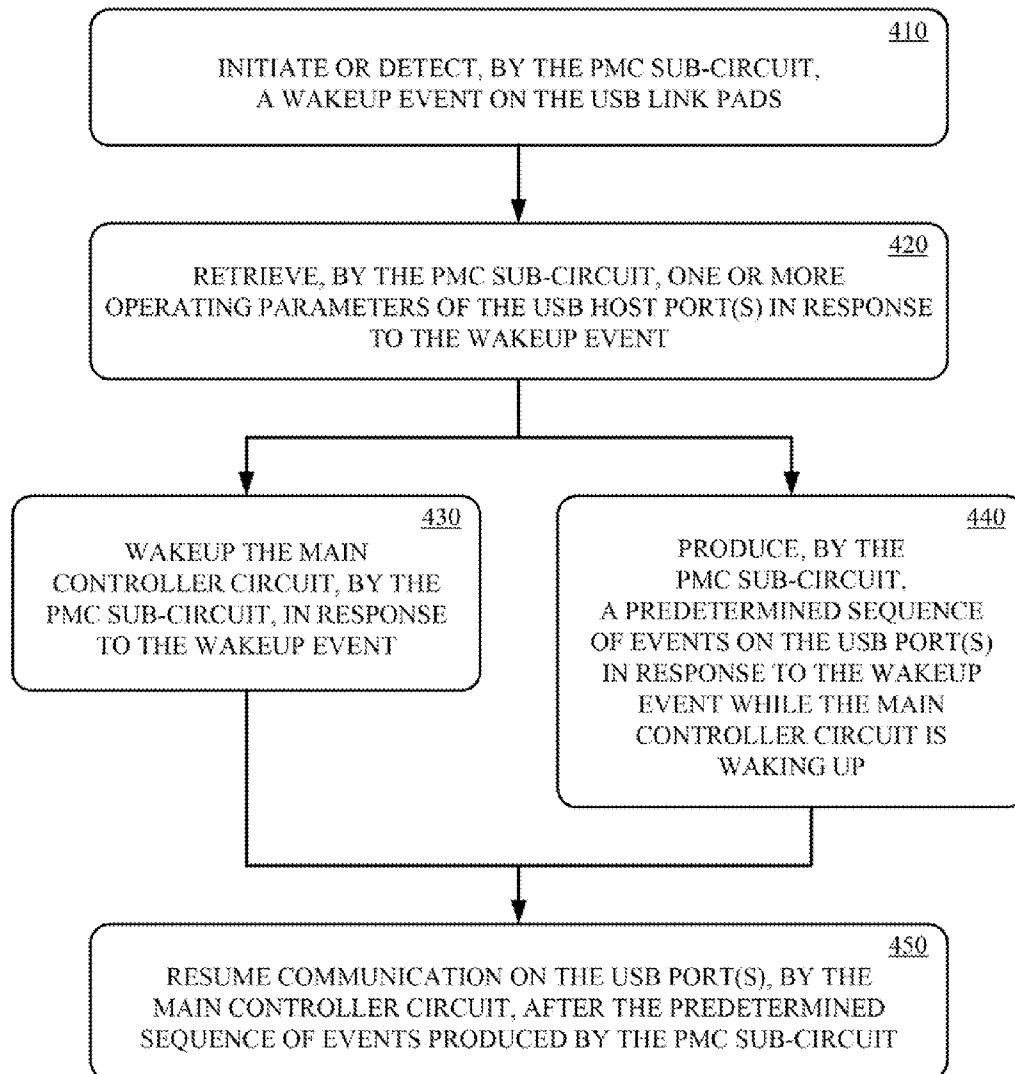 410
INITIATE OR DETECT, BY THE PMC SUB-CIRCUIT,
A WAKEUP EVENT ON THE USB LINK PADS
420
RETRIEVE, BY THE PMC SUB-CIRCUIT, ONE OR MORE
OPERATING PARAMETERS OF THE USB HOST PORT(S) IN RESPONSE
TO THE WAKEUP EVENT
430
WAKEUP THE MAIN
CONTROLLER CIRCUIT, BY THE
PMC SUB-CIRCUIT, IN RESPONSE
TO THE WAKEUP EVENT
440
PRODUCE, BY THE
PMC SUB-CIRCUIT,
A PREDETERMINED SEQUENCE
OF EVENTS ON THE USB PORT(S)
IN RESPONSE TO THE WAKEUP
EVENT WHILE THE MAIN
CONTROLLER CIRCUIT IS
WAKING UP
450
RESUME COMMUNICATION ON THE USB PORT(S), BY THE
MAIN CONTROLLER CIRCUIT, AFTER THE PREDETERMINED
SEQUENCE OF EVENTS PRODUCED BY THE PMC SUB-CIRCUIT